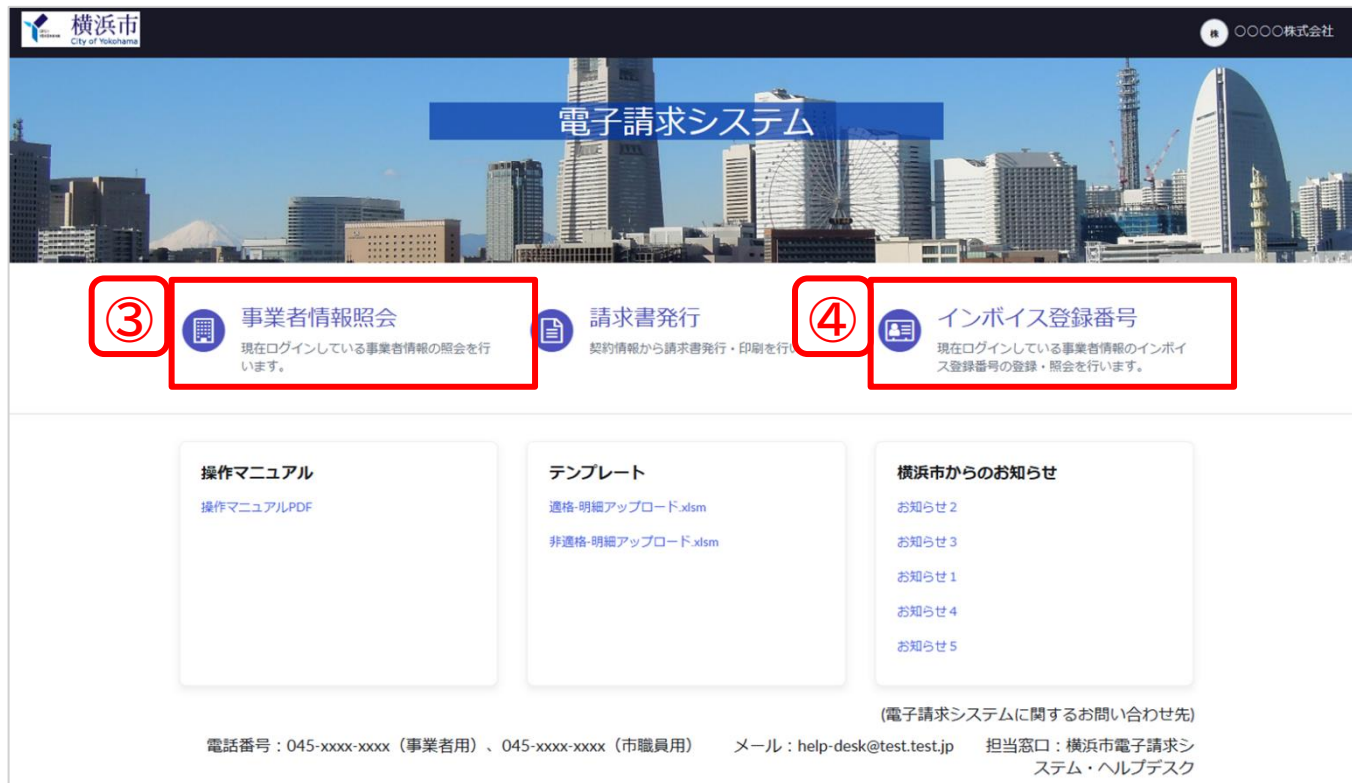 横浜市
City of Yokohama
株 〇〇〇〇株式会社
電子請求システム
③
事業者情報照会
現在ログインしている事業者情報の照会を行
います。
請求書発行
契約情報から請求書発行・印刷を行い
④
インボイス登録番号
現在ログインしている事業者情報のインボイ
ス登録番号の登録・照会を行います。
操作マニュアル
操作マニュアルPDF
テンプレート
適格-明細アップロード.xlsm
非適格-明細アップロード.xlsm
横浜市からのお知らせ
お知らせ2
お知らせ3
お知らせ1
お知らせ4
お知らせ5
(電子請求システムに関するお問い合わせ先)
電話番号：045-xxxx-xxxx（事業者用）、045-xxxx-xxxx（市職員用） メール：help-desk@test.test.jp 担当窓口：横浜市電子請求シ
ステム・ヘルプデスク